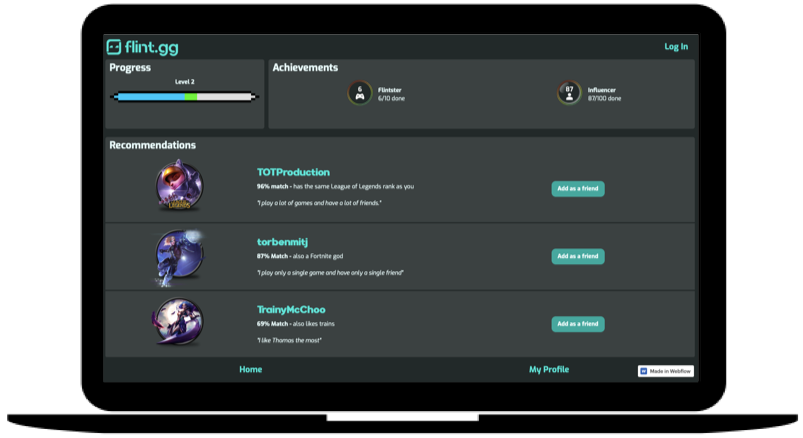 flint.gg
Log In
Progress
Level 2
Achievements
6
Flintster
6/10 done
87
Influencer
87/100 done
Recommendations
LEGENDS
TOTProduction
96% match - has the same League of Legends rank as you
"I play a lot of games and have a lot of friends."
Add as a friend
torbenmitj
87% Match - also a Fortnite god
"I play only a single game and have only a single friend"
Add as a friend
TrainyMcChoo
69% Match - also likes trains
"I like Thomas the most"
Add as a friend
Home
My Profile
Made in Webflow